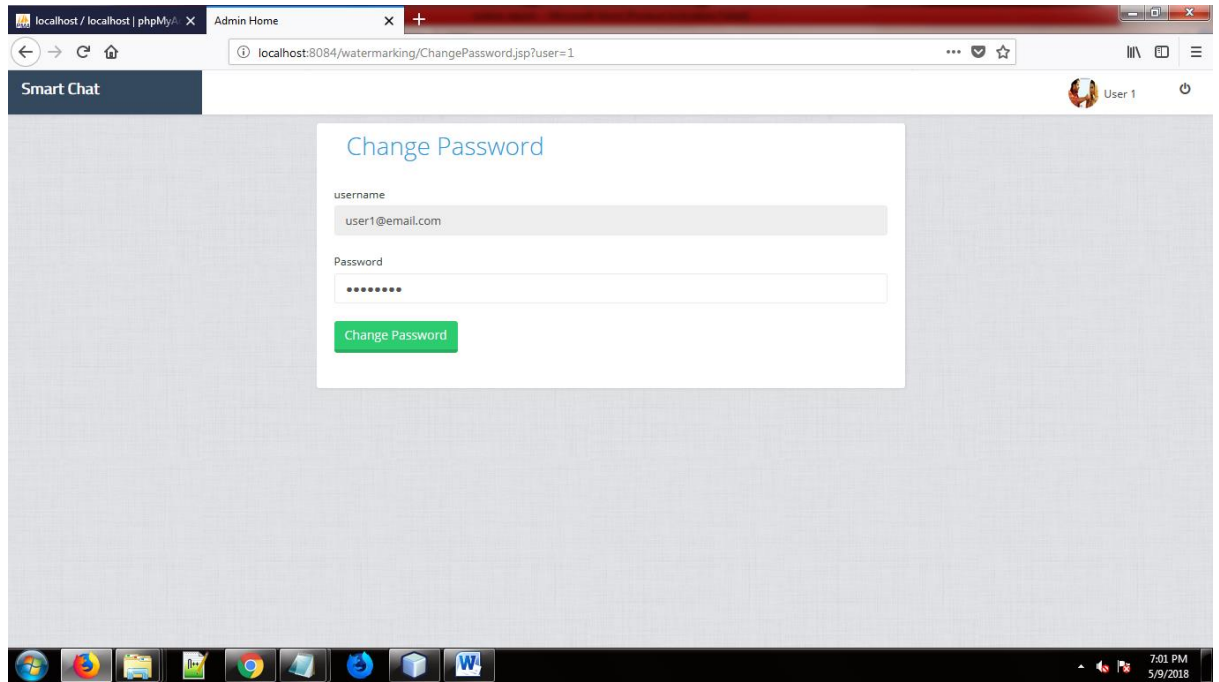 localhost / localhost | phpMyA
Admin Home
localhost:8084/watermarking/ChangePassword.jsp?user=1
Smart Chat
User 1
Change Password
username
user1@email.com
Password
Change Password
7:01 PM
5/9/2018